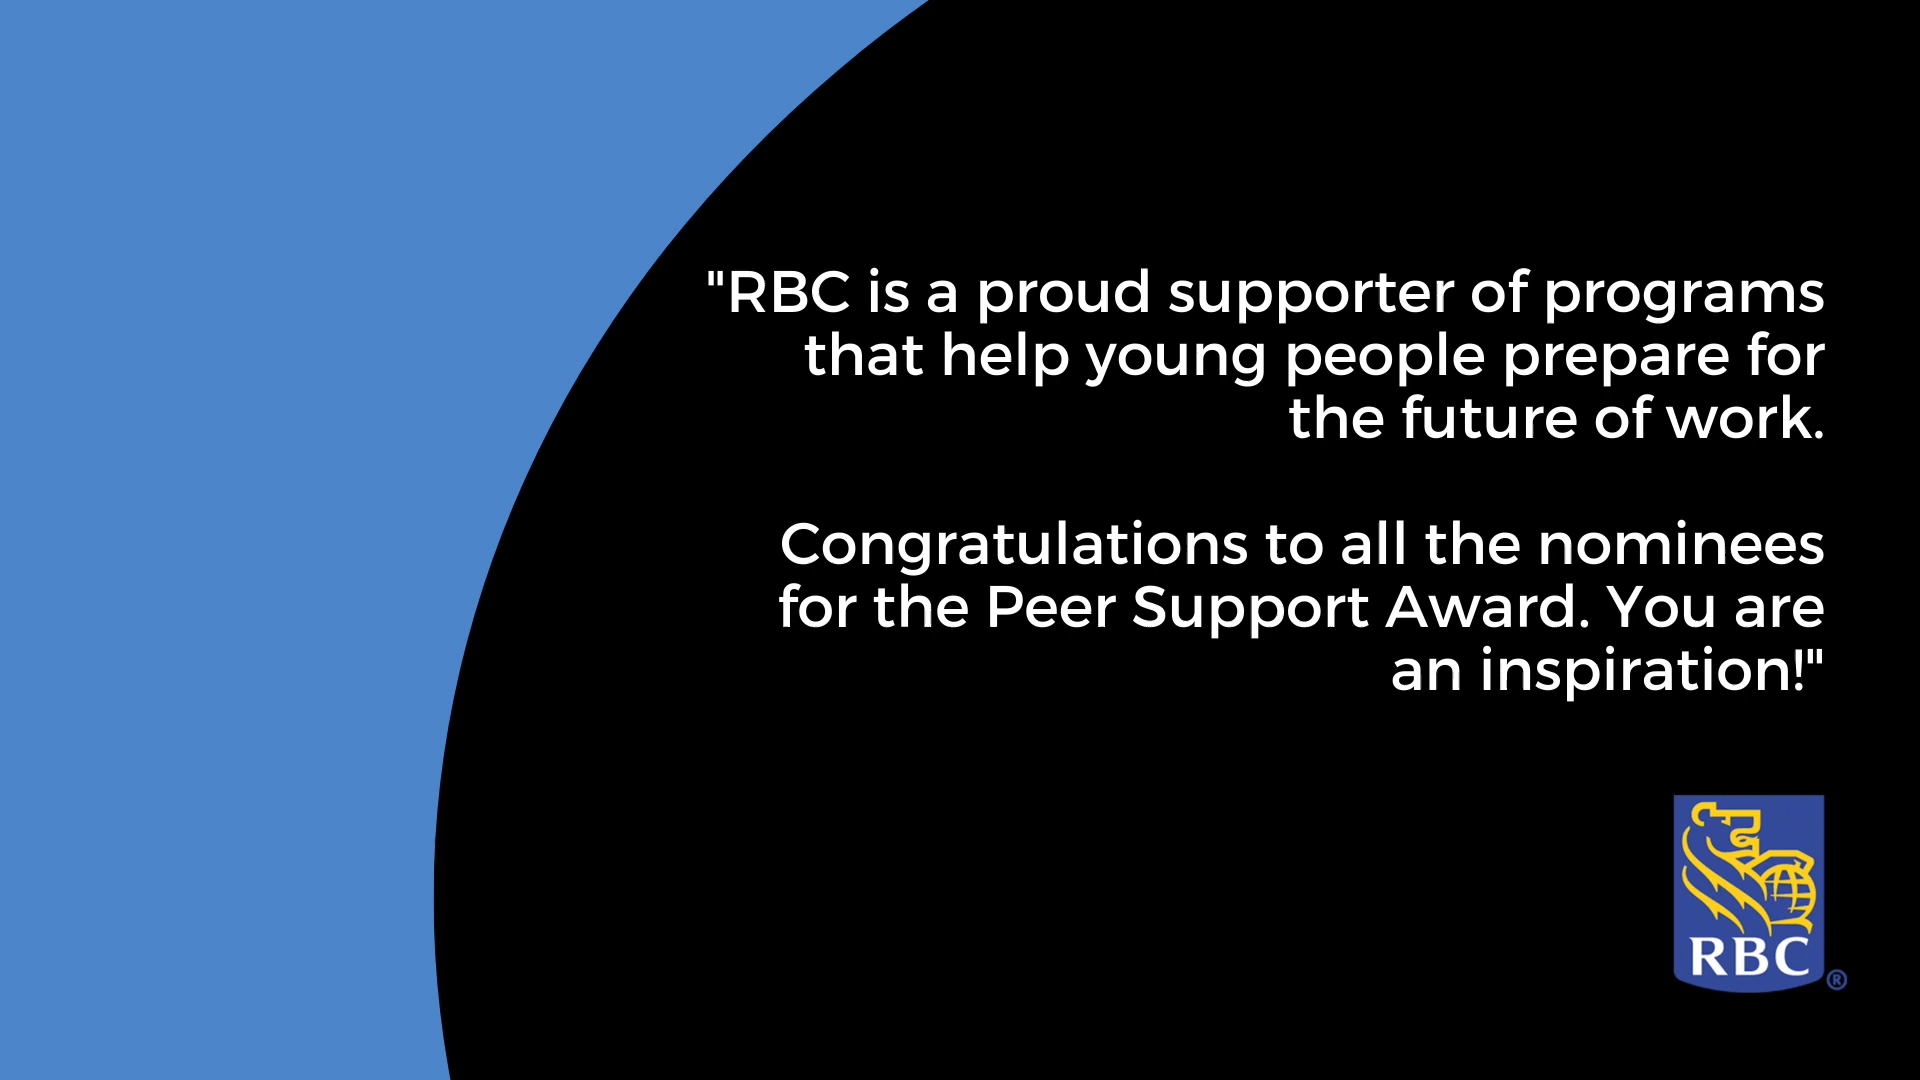 "RBC is a proud supporter of programs
that help young people prepare for
the future of work.
Congratulations to all the nominees
for the Peer Support Award. You are
an inspiration!"
RBC
®